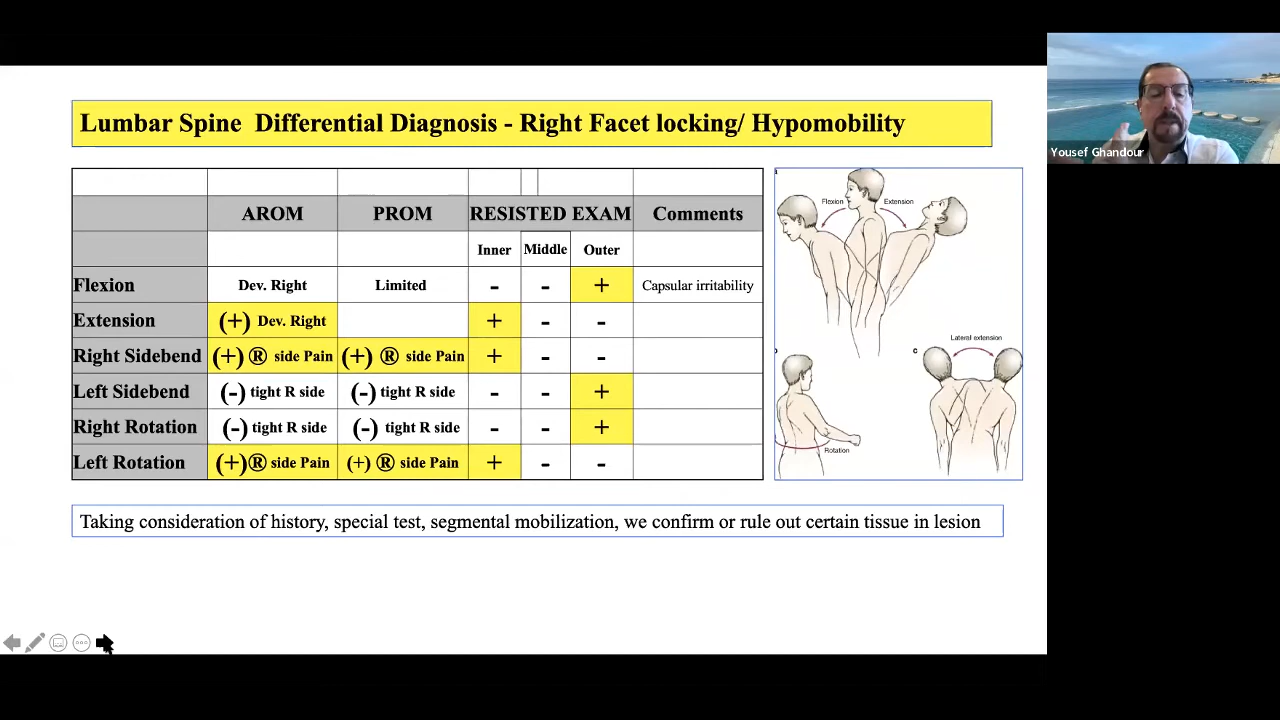 Lumbar Spine Differential Diagnosis - Right Facet locking/ Hypomobility
AROM PROM RESISTED EXAM Comments
Inner Middle Outer
Flexion Dev. Right Limited - - + Capsular irritability
Extension (+) Dev. Right + - -
Right Sidebend (+) ® side Pain (+) ® side Pain + - -
Left Sidebend (-) tight R side (-) tight R side - - +
Right Rotation (-) tight R side (-) tight R side - - +
Left Rotation (+)® side Pain (+) ® side Pain + - -
Flexion Extension
Lateral extension
C
Rotation
Taking consideration of history, special test, segmental mobilization, we confirm or rule out certain tissue in lesion
Yousef Ghandour